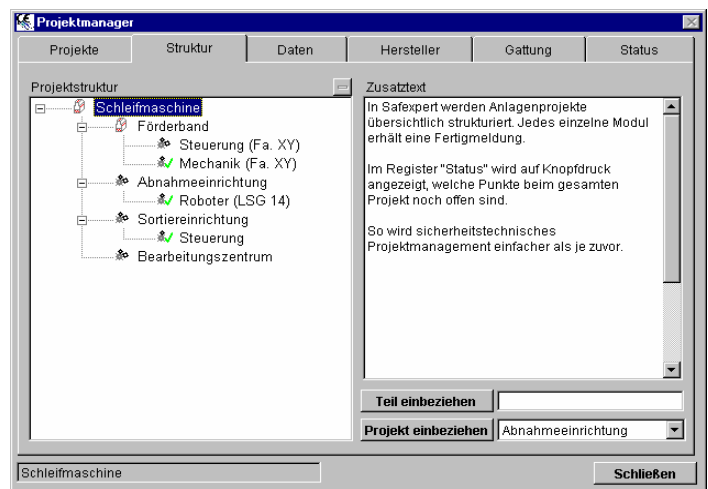 Projektmanager
Projekte Struktur Daten Hersteller Gattung Status
Projektstruktur
Schleifmaschine
Förderband
Steuerung (Fa. XY)
Mechanik (Fa. XY)
Abnahmeeinrichtung
Roboter (LSG 14)
Sortiereinrichtung
Steuerung
Bearbeitungszentrum
Zusatztext
In Safexpert werden Anlagenprojekte
übersichtlich strukturiert. Jedes einzelne Modul
erhält eine Fertigmeldung.
Im Register "Status" wird auf Knopfdruck
angezeigt, welche Punkte beim gesamten
Projekt noch offen sind.
So wird sicherheitstechnisches
Projektmanagement einfacher als je zuvor.
Teil einbeziehen
Projekt einbeziehen Abnahmeeinrichtung
Schleifmaschine
Schließen